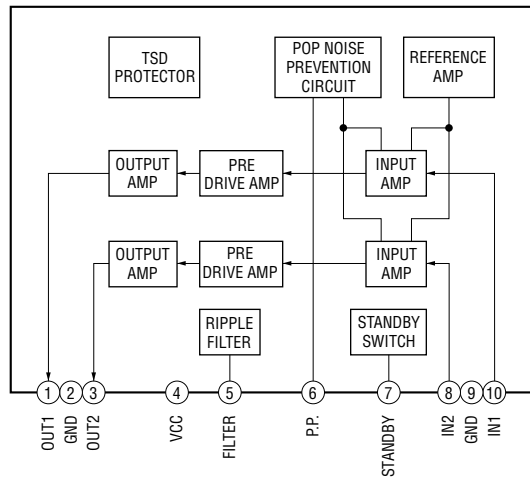 TSD
PROTECTOR
POP NOISE
PREVENTION
CIRCUIT
REFERENCE
AMP
OUTPUT
AMP
PRE
DRIVE AMP
INPUT
AMP
OUTPUT
AMP
PRE
DRIVE AMP
INPUT
AMP
RIPPLE
FILTER
STANDBY
SWITCH
1
2
3
4
5
6
7
8
9
10
OUT1
GND
OUT2
VCC
FILTER
P.P.
STANDBY
IN2
GND
IN1